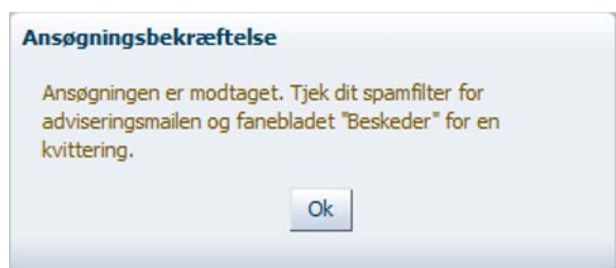 Ansøgningsbekræftelse
Ansøgningen er modtaget. Tjek dit spamfilter for
adviseringsmailen og fanebladet "Beskeder" for en
kvittering.
Ok